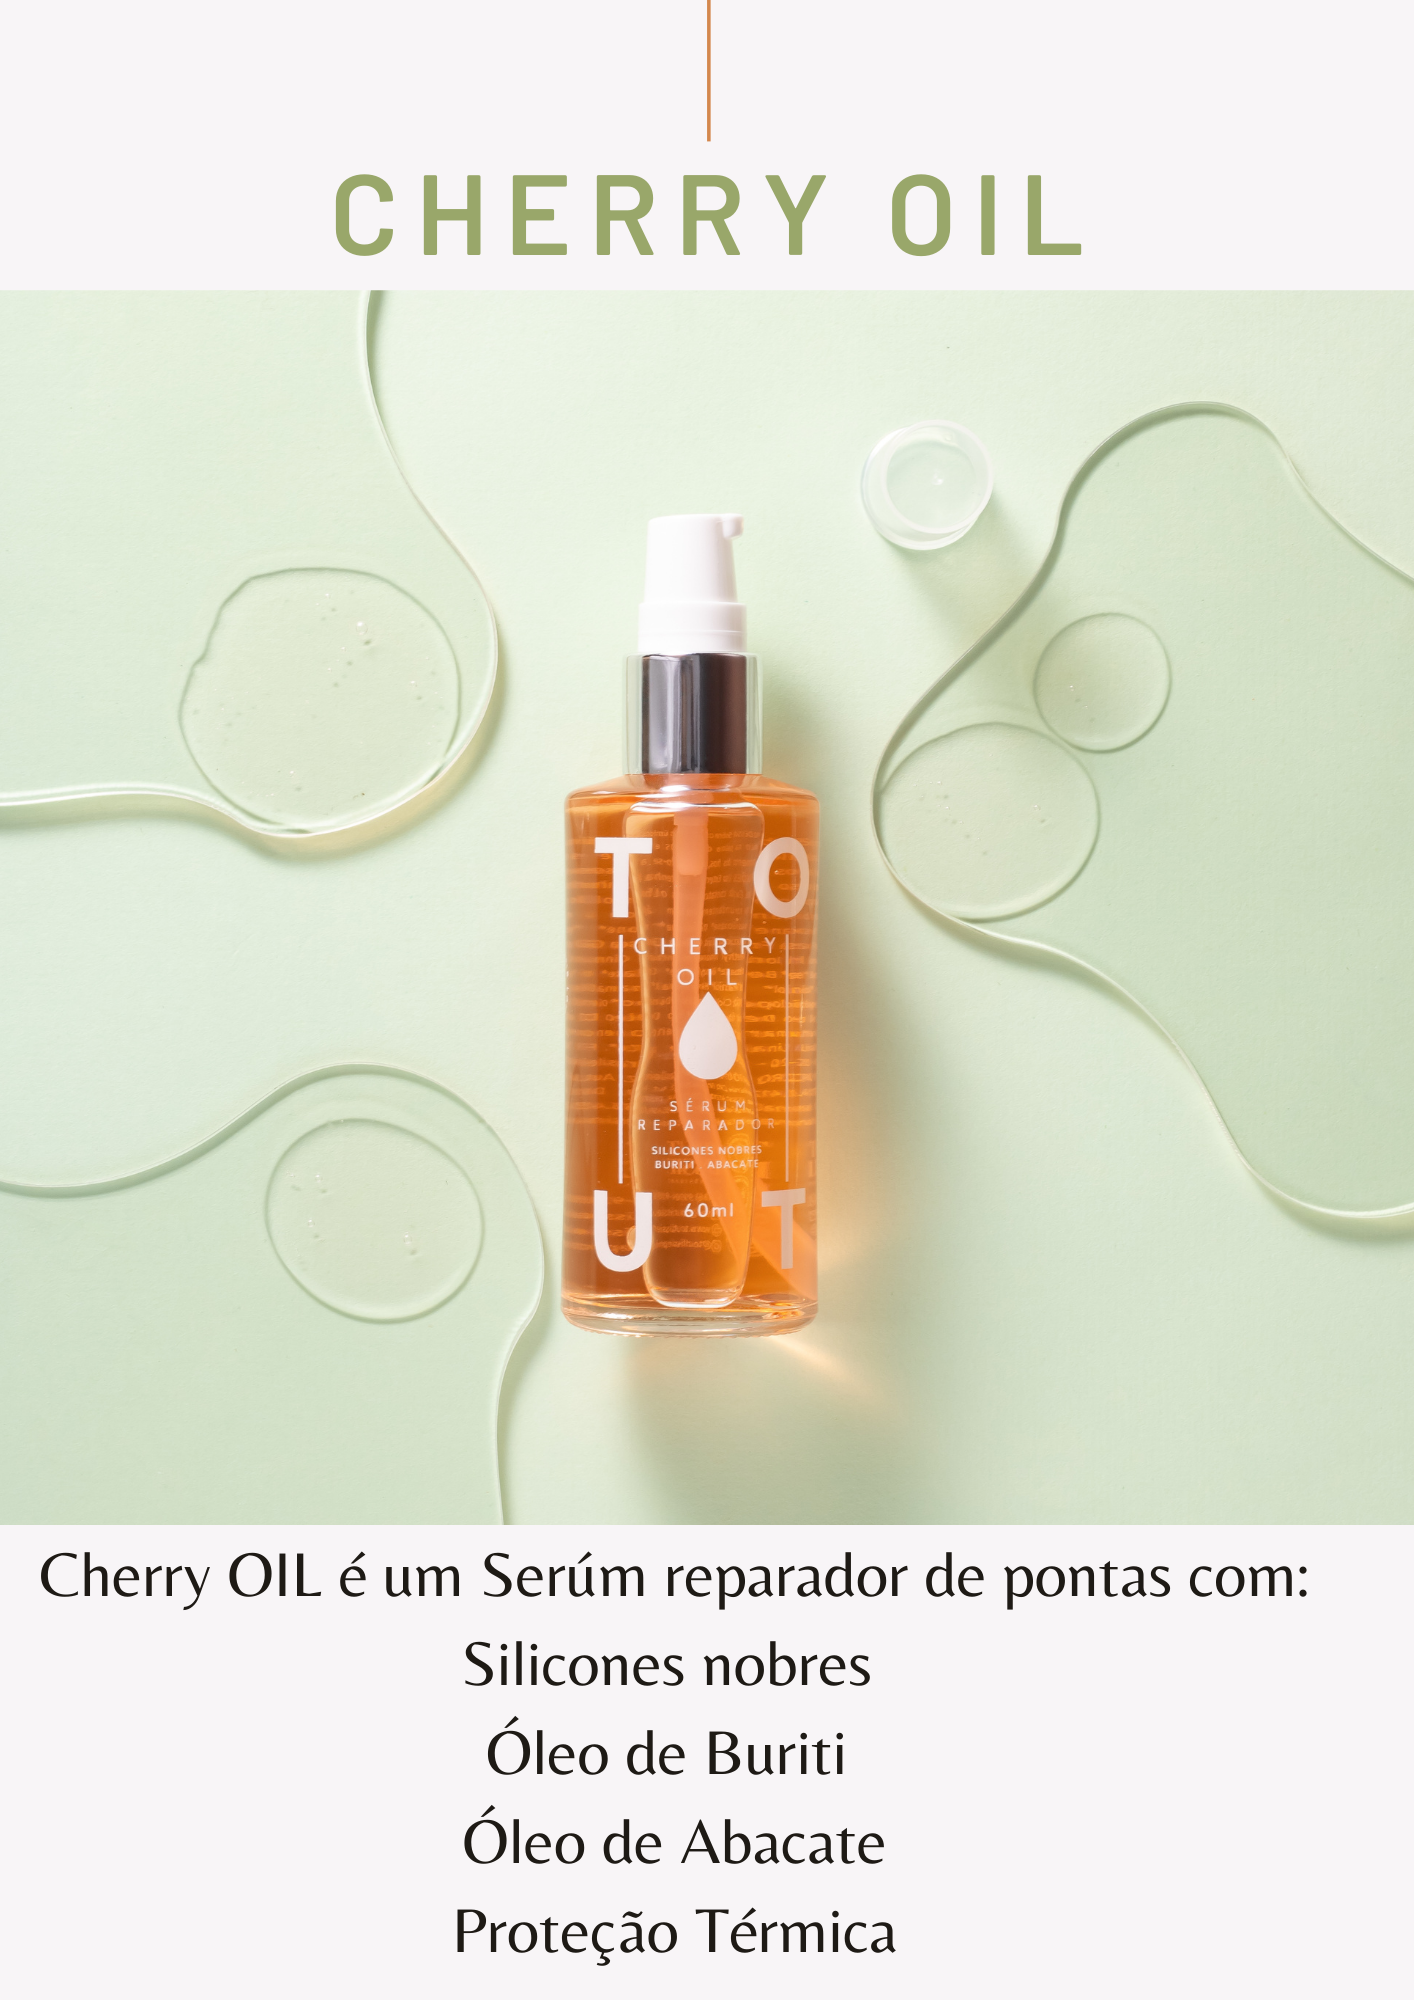 CHERRY OIL
T O
CHERRY
OIL
SÉRUM
REPARADOR
SILICONES NOBRES
BURITI ABACATE
60ml
U T
Cherry OIL é um Serúm reparador de pontas com:
Silicones nobres
Óleo de Buriti
Óleo de Abacate
Proteção Térmica